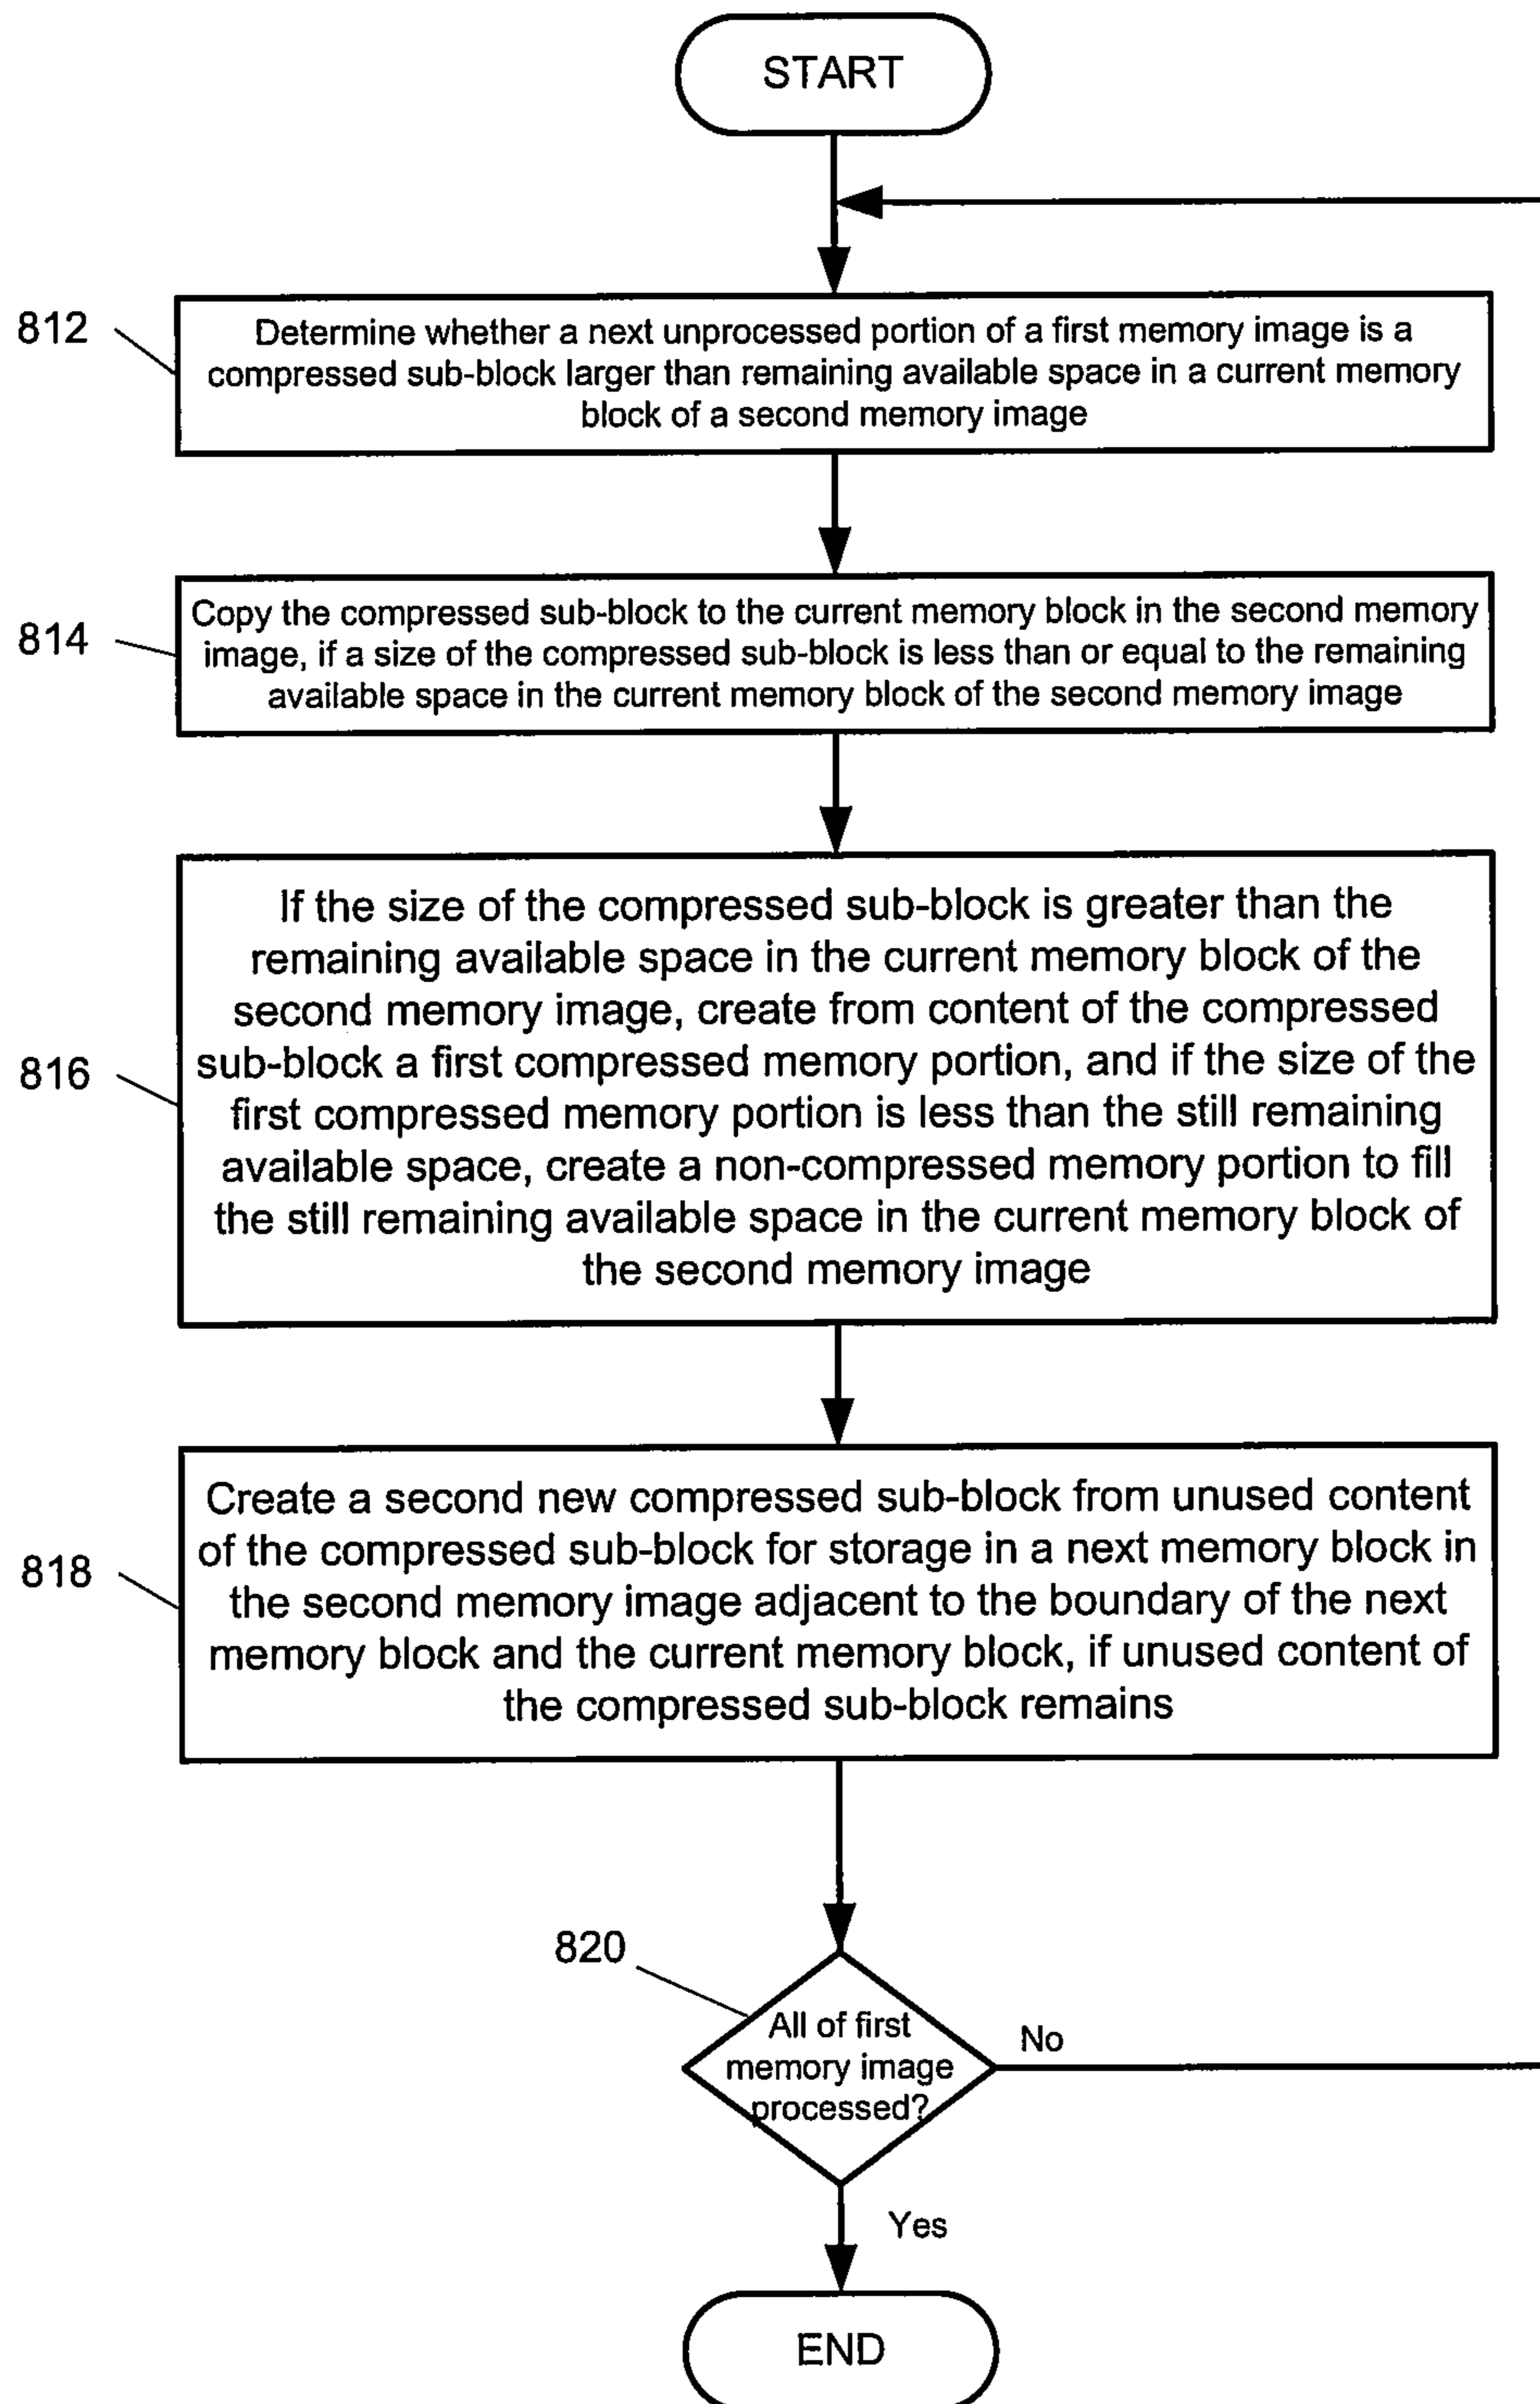 START
812
Determine whether a next unprocessed portion of a first memory image is a
compressed sub-block larger than remaining available space in a current memory
block of a second memory image
814
Copy the compressed sub-block to the current memory block in the second memory
image, if a size of the compressed sub-block is less than or equal to the remaining
available space in the current memory block of the second memory image
816
If the size of the compressed sub-block is greater than the
remaining available space in the current memory block of the
second memory image, create from content of the compressed
sub-block a first compressed memory portion, and if the size of the
first compressed memory portion is less than the still remaining
available space, create a non-compressed memory portion to fill
the still remaining available space in the current memory block of
the second memory image
818
Create a second new compressed sub-block from unused content
of the compressed sub-block for storage in a next memory block in
the second memory image adjacent to the boundary of the next
memory block and the current memory block, if unused content of
the compressed sub-block remains
820
All of first
memory image
processed?
No
Yes
END